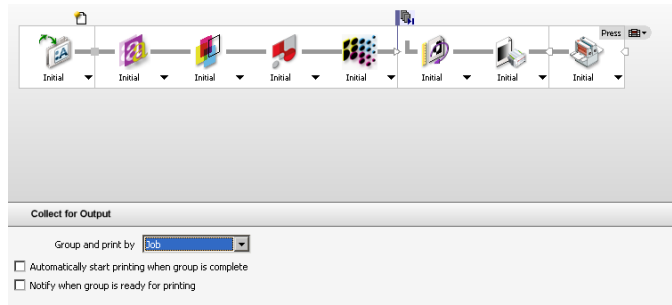 Press
Initial Initial Initial Initial Initial Initial Initial Initial
Collect for Output
Group and print by Job
Automatically start printing when group is complete
Notify when group is ready for printing